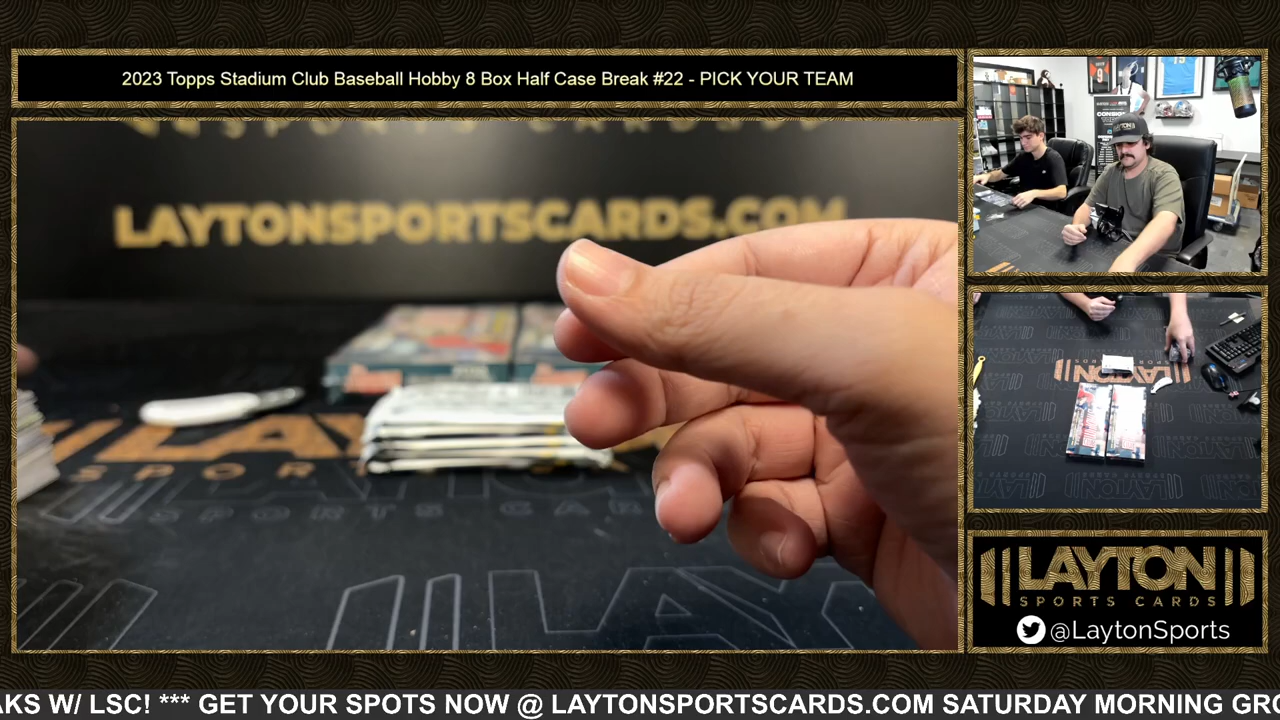 2023 Topps Stadium Club Baseball Hobby 8 Box Half Case Break #22 - PICK YOUR TEAM
LAYTONSPORTSCARDS.COM
LAYTON
SPORTS CARDS
@LaytonSports
AKS W/ LSC! *** GET YOUR SPOTS NOW @ LAYTONSPORTSCARDS.COM SATURDAY MORNING GRO